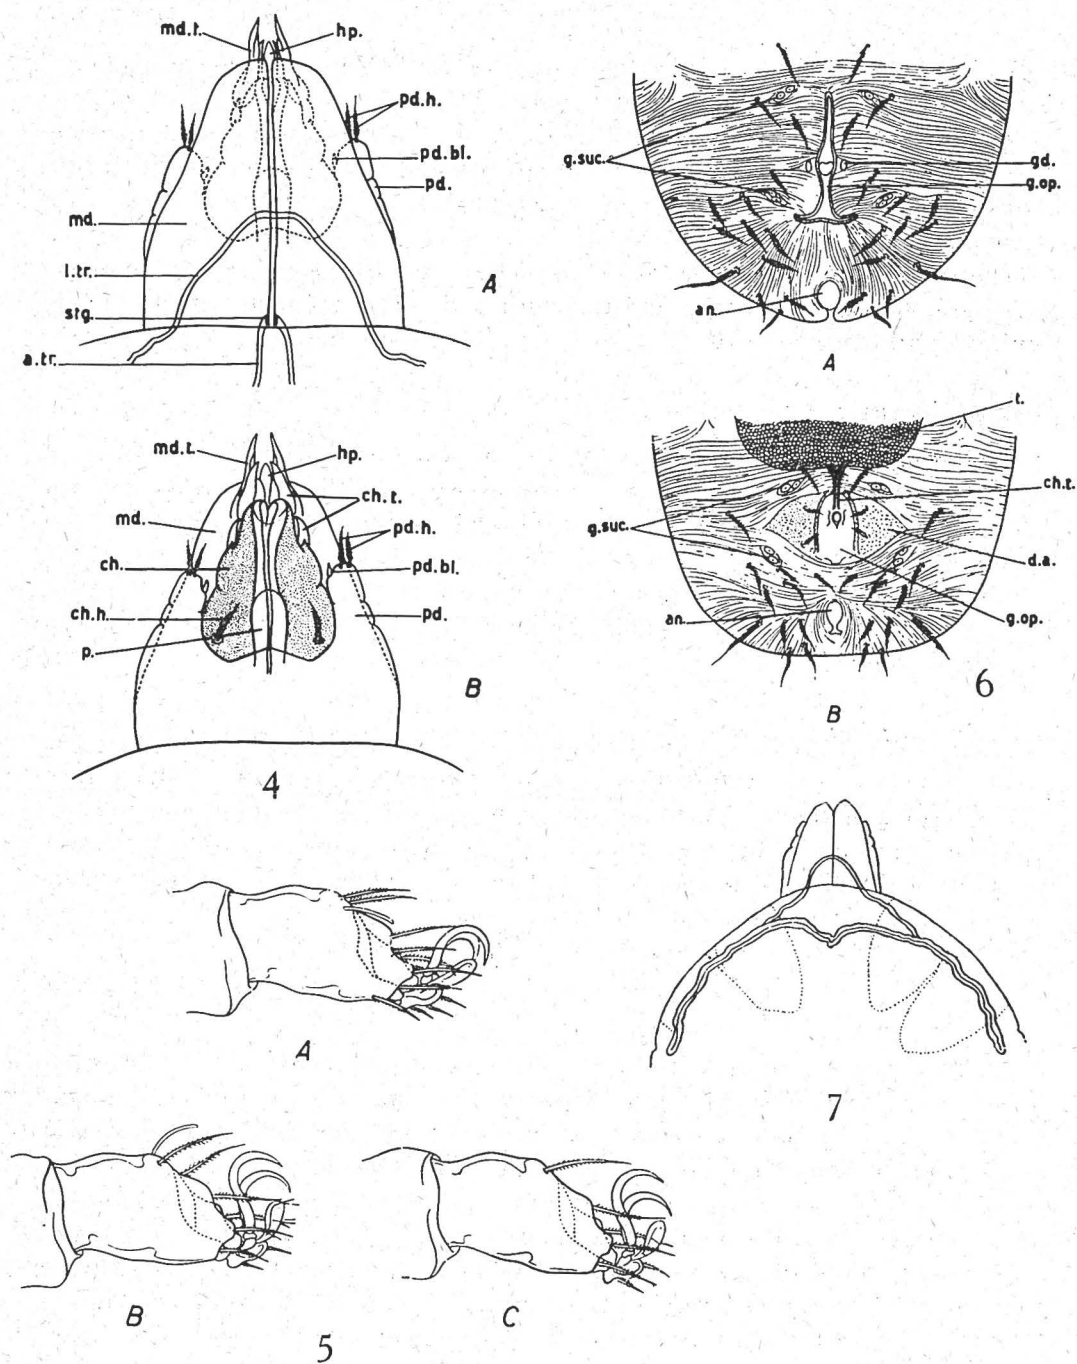 md.t.
hp.
pd.h.
pd.bl.
pd.
md.
l.tr.
stg.
a.tr.
A
g.suc.
gd.
g.op.
an.
A
md.t.
hp.
ch.t.
md.
pd.h.
ch.
pd.bl.
ch.h.
pd.
p.
B
4
t.
ch.t.
g.suc.
d.a.
an.
g.op.
6
B
A
7
B
C
5